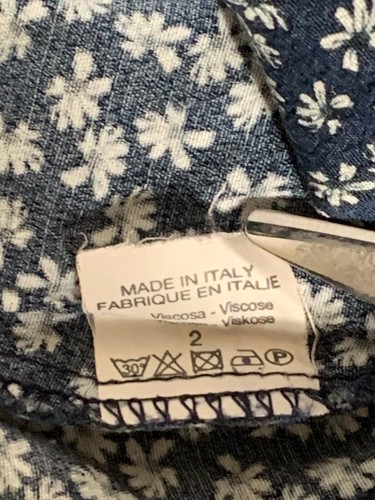 MADE IN ITALY
FABRIQUE EN ITALIE
Viscosa - Viscose
Viskose
2
30° P